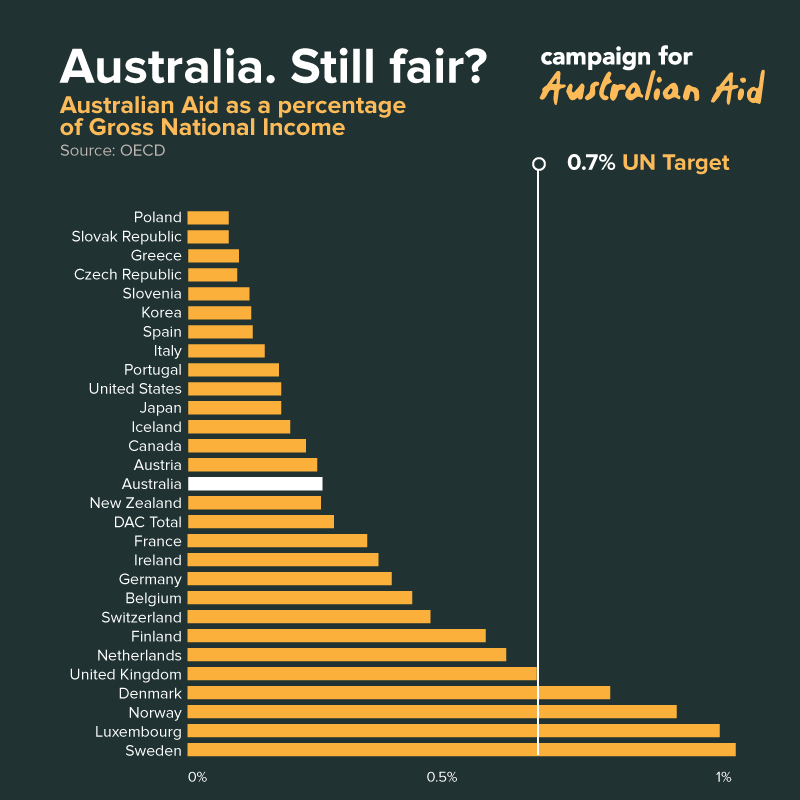 Australia. Still fair?
campaign for
Australian Aid
Australian Aid as a percentage
of Gross National Income
Source: OECD
0.7% UN Target
Poland
Slovak Republic
Greece
Czech Republic
Slovenia
Korea
Spain
Italy
Portugal
United States
Japan
Iceland
Canada
Austria
Australia
New Zealand
DAC Total
France
Ireland
Germany
Belgium
Switzerland
Finland
Netherlands
United Kingdom
Denmark
Norway
Luxembourg
Sweden
0% 0.5% 1%